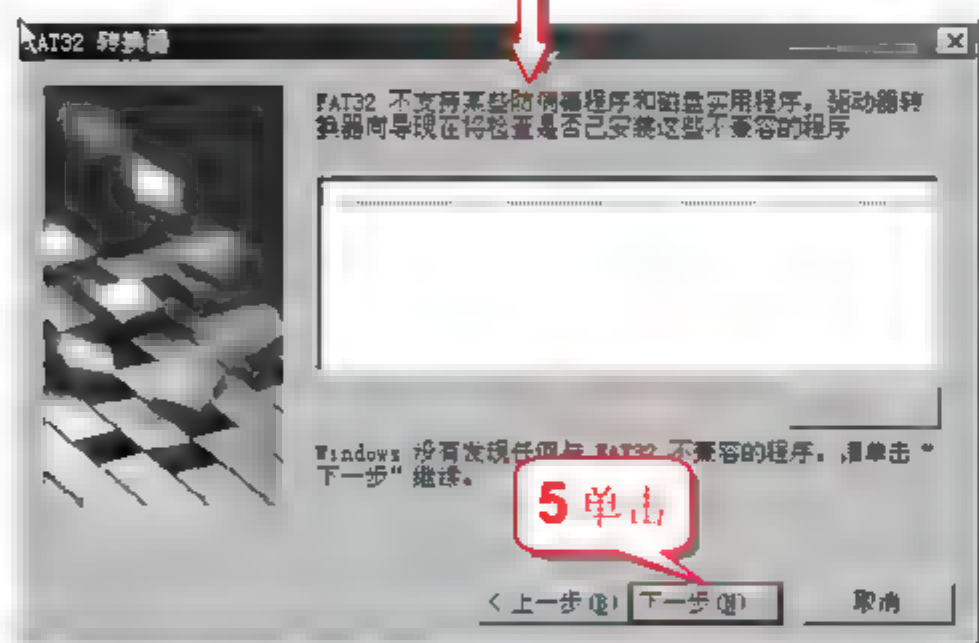 FAT32 转换器
FAT32 不支持某些防病毒程序和磁盘实用程序。驱动器转
换器向导现在将检查是否已安装这些不兼容的程序
Windows 没有发现任何与 FAT32 不兼容的程序。请单击“
下一步“ 继续。
5 单击
< 上一步(B)
下一步(N)
取消